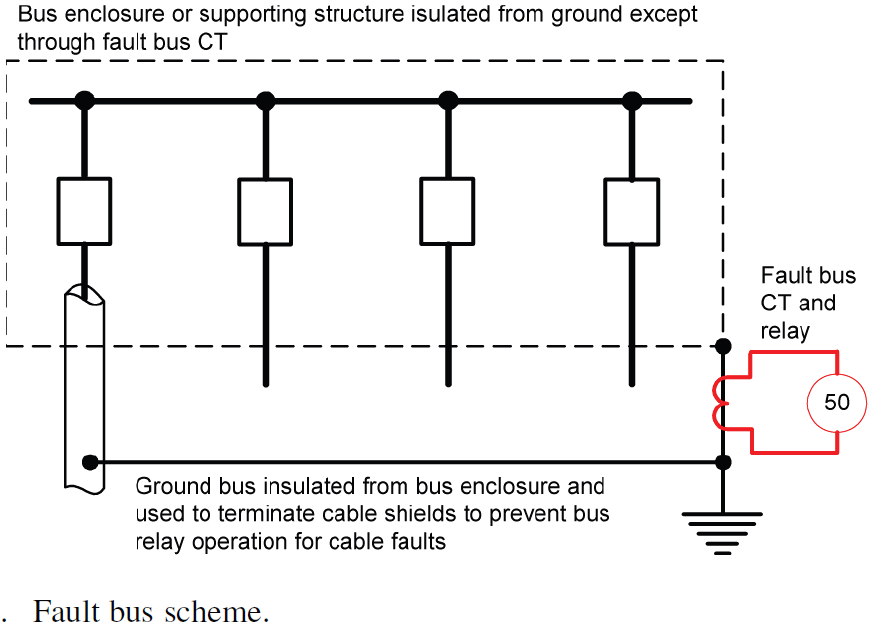 Bus enclosure or supporting structure isulated from ground except
through fault bus CT
Fault bus
CT and
relay
50
Ground bus insulated from bus enclosure and
used to terminate cable shields to prevent bus
relay operation for cable faults
. Fault bus scheme.